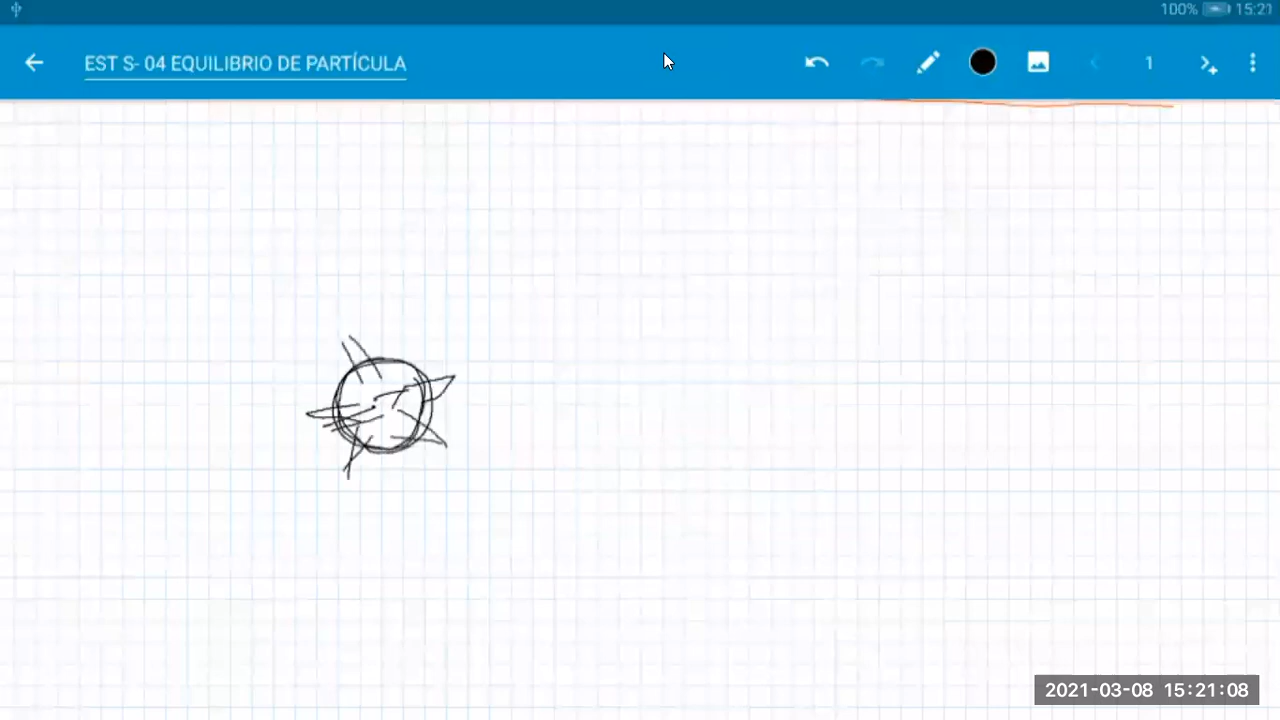 100% 15:21
EST S- 04 EQUILIBRIO DE PARTÍCULA
1
2021-03-08 15:21:08